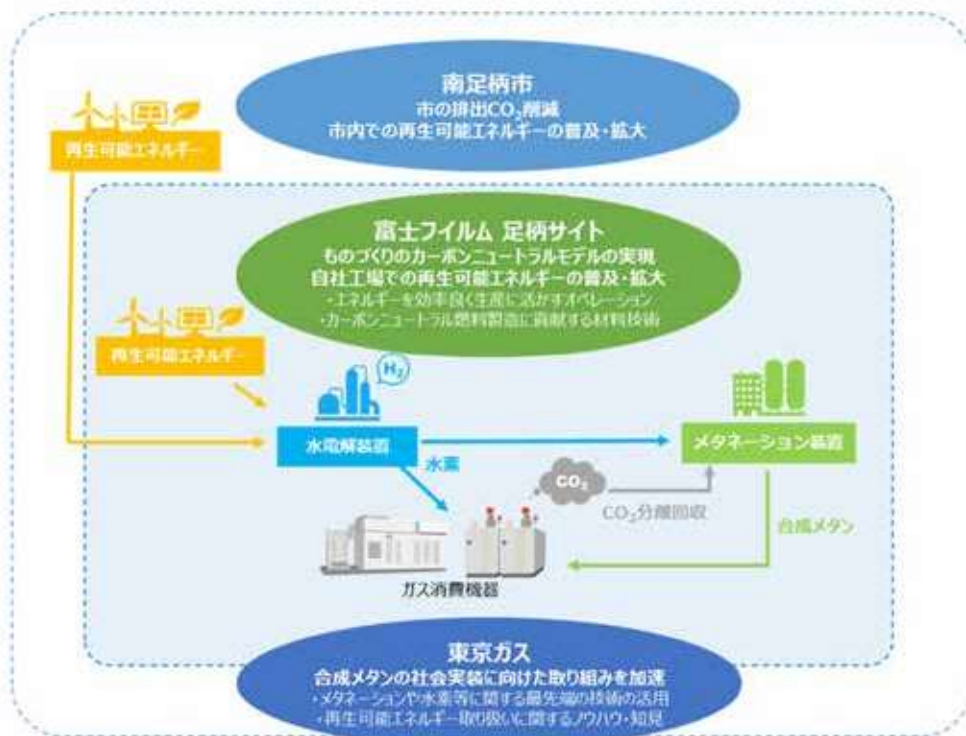 南足柄市
市の排出CO₂削減
市内での再生可能エネルギーの普及・拡大
再生可能エネルギー
富士フイルム 足柄サイト
ものづくりのカーボンニュートラルモデルの実現
自社工場での再生可能エネルギーの普及・拡大
・エネルギーを効率良く生産に活かすオペレーション
・カーボンニュートラル燃料製造に貢献する材料技術
再生可能エネルギー
H₂
水電解装置
メタネーション装置
水素
CO₂
CO₂分離回収
合成メタン
ガス消費機器
東京ガス
合成メタンの社会実装に向けた取り組みを加速
・メタネーションや水素等に関する最先端の技術の活用
・再生可能エネルギー取り扱いに関するノウハウ・知見